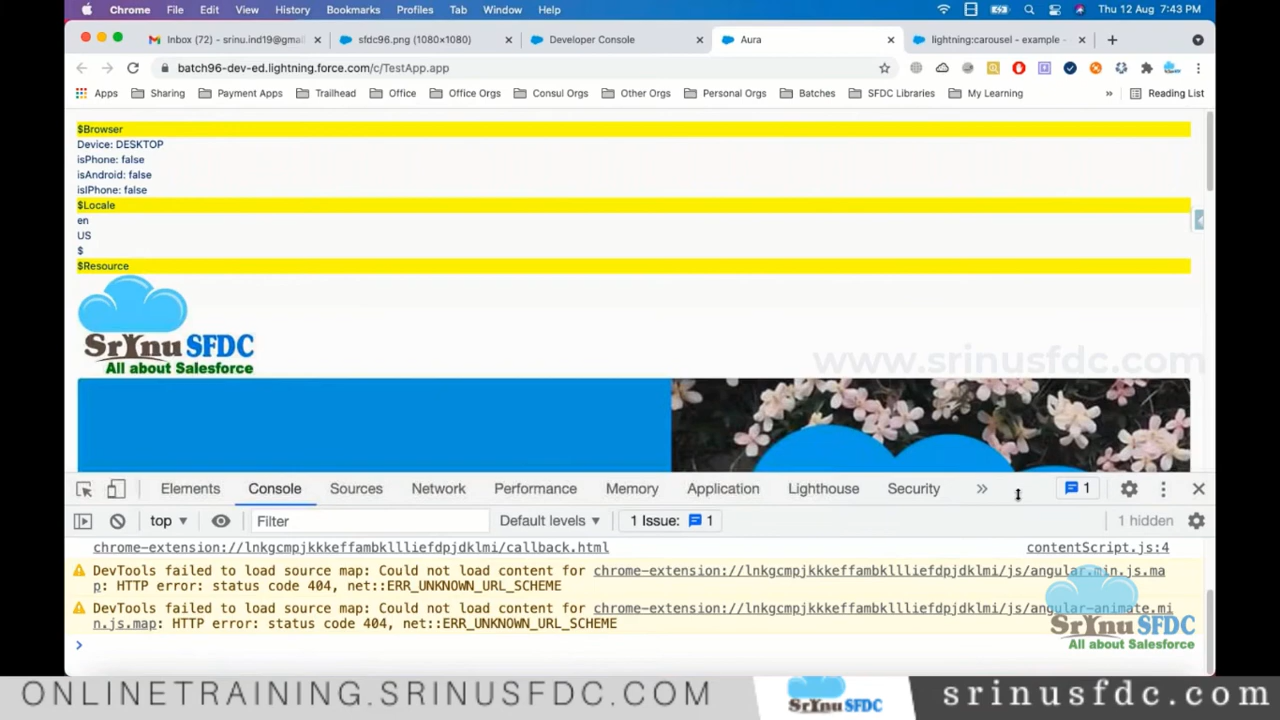 Chrome File Edit View History Bookmarks Profiles Tab Window Help Thu 12 Aug 7:43 PM
Inbox (72) - srinu.ind19@gmai sfdc96.png (1080×1080) Developer Console Aura lightning:carousel - example -
batch96-dev-ed.lightning.force.com/c/TestApp.app
Apps Sharing Payment Apps Trailhead Office Office Orgs Consul Orgs Other Orgs Personal Orgs Batches SFDC Libraries My Learning » Reading List
$Browser
Device: DESKTOP
isPhone: false
isAndroid: false
isIPhone: false
$Locale
en
US
$
$Resource
SrInu SFDC
All about Salesforce
www.srinusfdc.com
Elements Console Sources Network Performance Memory Application Lighthouse Security » 1
top Filter Default levels 1 Issue: 1 1 hidden
chrome-extension://lnkgcmpjkkkeffambkllliefdpjdklmi/callback.html contentScript.js:4
DevTools failed to load source map: Could not load content for chrome-extension://lnkgcmpjkkkeffambkllliefdpjdklmi/js/angular.min.js.ma
p: HTTP error: status code 404, net::ERR_UNKNOWN_URL_SCHEME
DevTools failed to load source map: Could not load content for chrome-extension://lnkgcmpjkkkeffambkllliefdpjdklmi/js/angular-animate.mi
n.js.map: HTTP error: status code 404, net::ERR_UNKNOWN_URL_SCHEME
SrInu SFDC
All about Salesforce
ONLINETRAINING.SRINUSFDC.COM SrInu SFDC srinusfdc.com